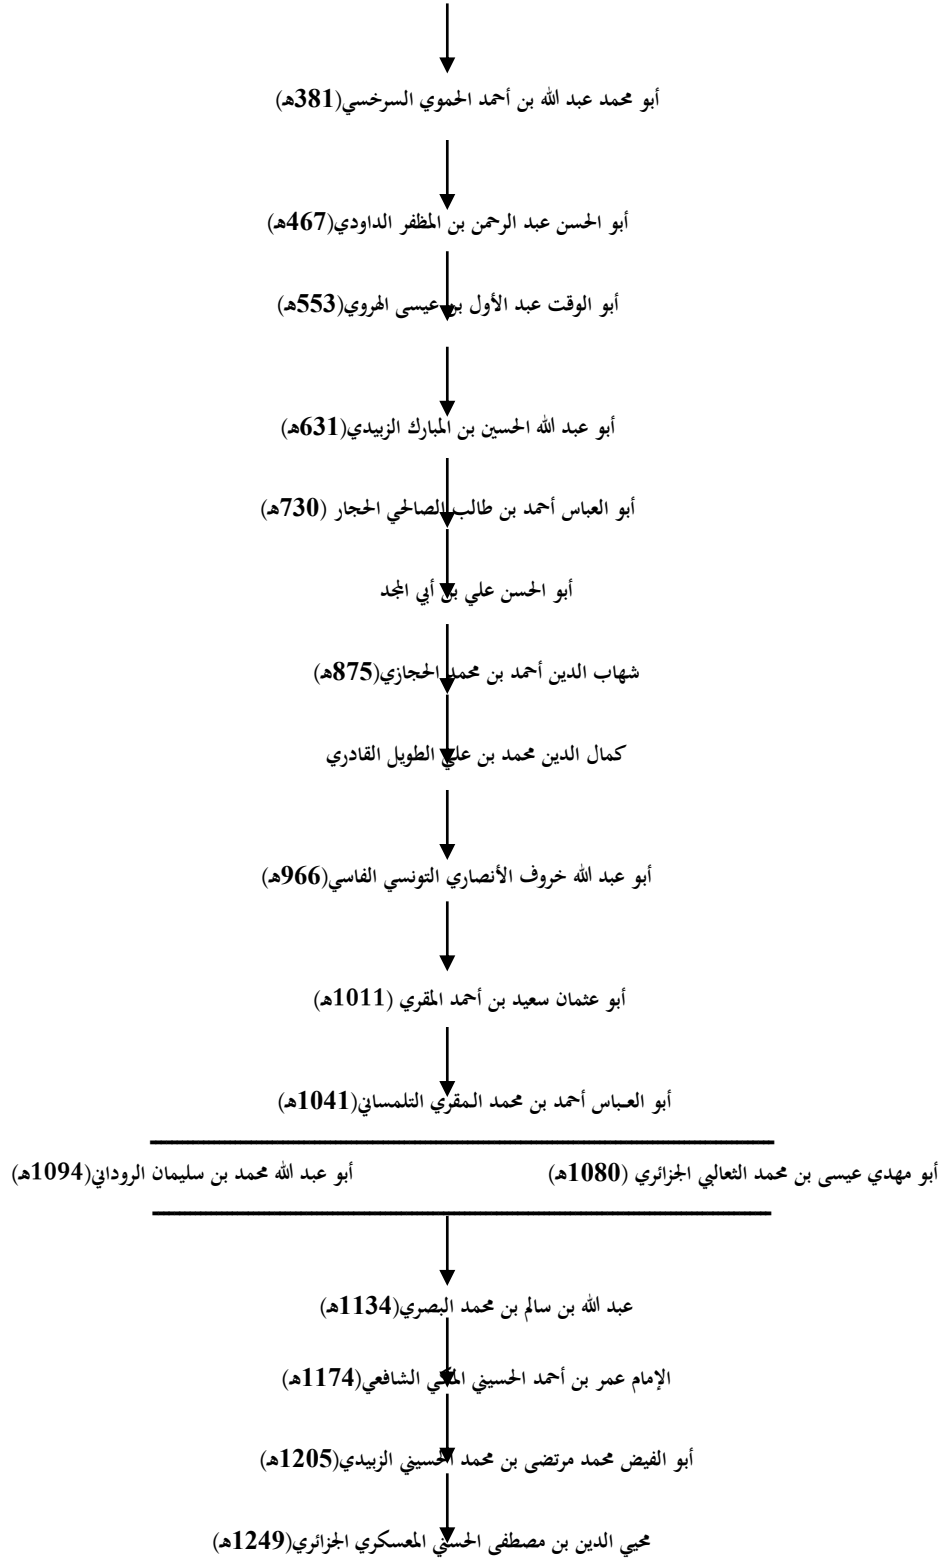 أبو محمد عبد الله بن أحمد الحموي السرخسي(381هـ)
أبو الحسن عبد الرحمن بن المظفر الداودي(467هـ)
أبو الوقت عبد الأول بن عيسى الهروي(553هـ)
أبو عبد الله الحسين بن المبارك الزبيدي(631هـ)
أبو العباس أحمد بن طالب الصالحي الحجار (730هـ)
أبو الحسن علي بن أبي المجد
شهاب الدين أحمد بن محمد الحجازي(875هـ)
كمال الدين محمد بن علي الطويل القادري
أبو عبد الله خروف الأنصاري التونسي الفاسي(966هـ)
أبو عثمان سعيد بن أحمد المقري (1011هـ)
أبو العباس أحمد بن محمد المقري التلمساني(1041هـ)
أبو مهدي عيسى بن محمد الثعالبي الجزائري (1080هـ) أبو عبد الله محمد بن سليمان الروداني(1094هـ)
عبد الله بن سالم بن محمد البصري(1134هـ)
الإمام عمر بن أحمد الحسيني المكي الشافعي(1174هـ)
أبو الفيض محمد مرتضى بن محمد الحسيني الزبيدي(1205هـ)
محيي الدين بن مصطفى الحسني المعسكري الجزائري(1249هـ)